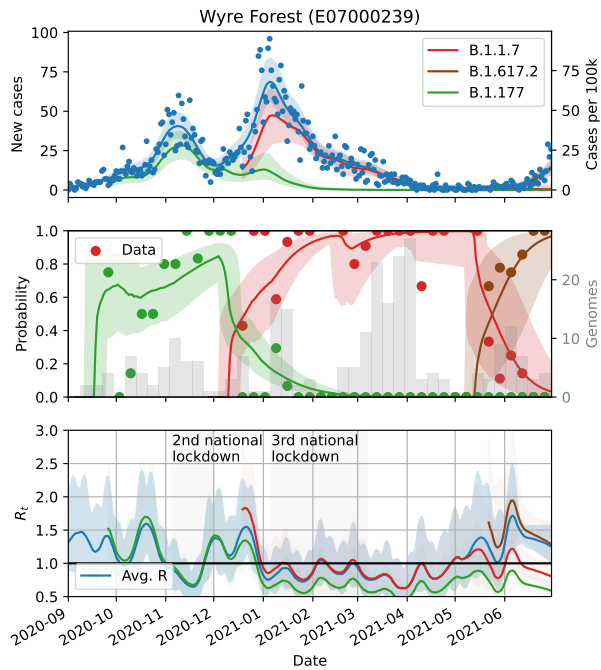 Wyre Forest (E07000239)
100
75
50
25
0
New cases
B.1.1.7
B.1.617.2
B.1.177
75
50
25
0
Cases per 100k
1.0
0.8
0.6
0.4
0.2
0.0
Probability
Data
20
10
0
Genomes
3.0
2.5
2.0
1.5
1.0
0.5
Rt
2nd national
lockdown
3rd national
lockdown
Avg. R
2020-09
2020-10
2020-11
2020-12
2021-01
2021-02
2021-03
2021-04
2021-05
2021-06
Date